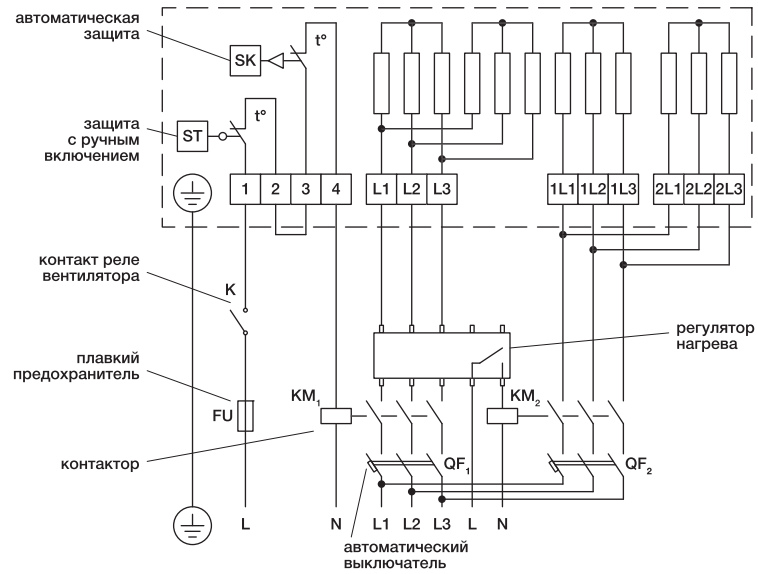 автоматическая
защита
SK
t°
защита
с ручным
включением
ST
t°
1 2 3 4
L1 L2 L3
1L1 1L2 1L3
2L1 2L2 2L3
контакт реле
вентилятора
K
регулятор
нагрева
плавкий
предохранитель
FU
KM1
KM2
контактор
QF1
QF2
L N L1 L2 L3 L N
автоматический
выключатель